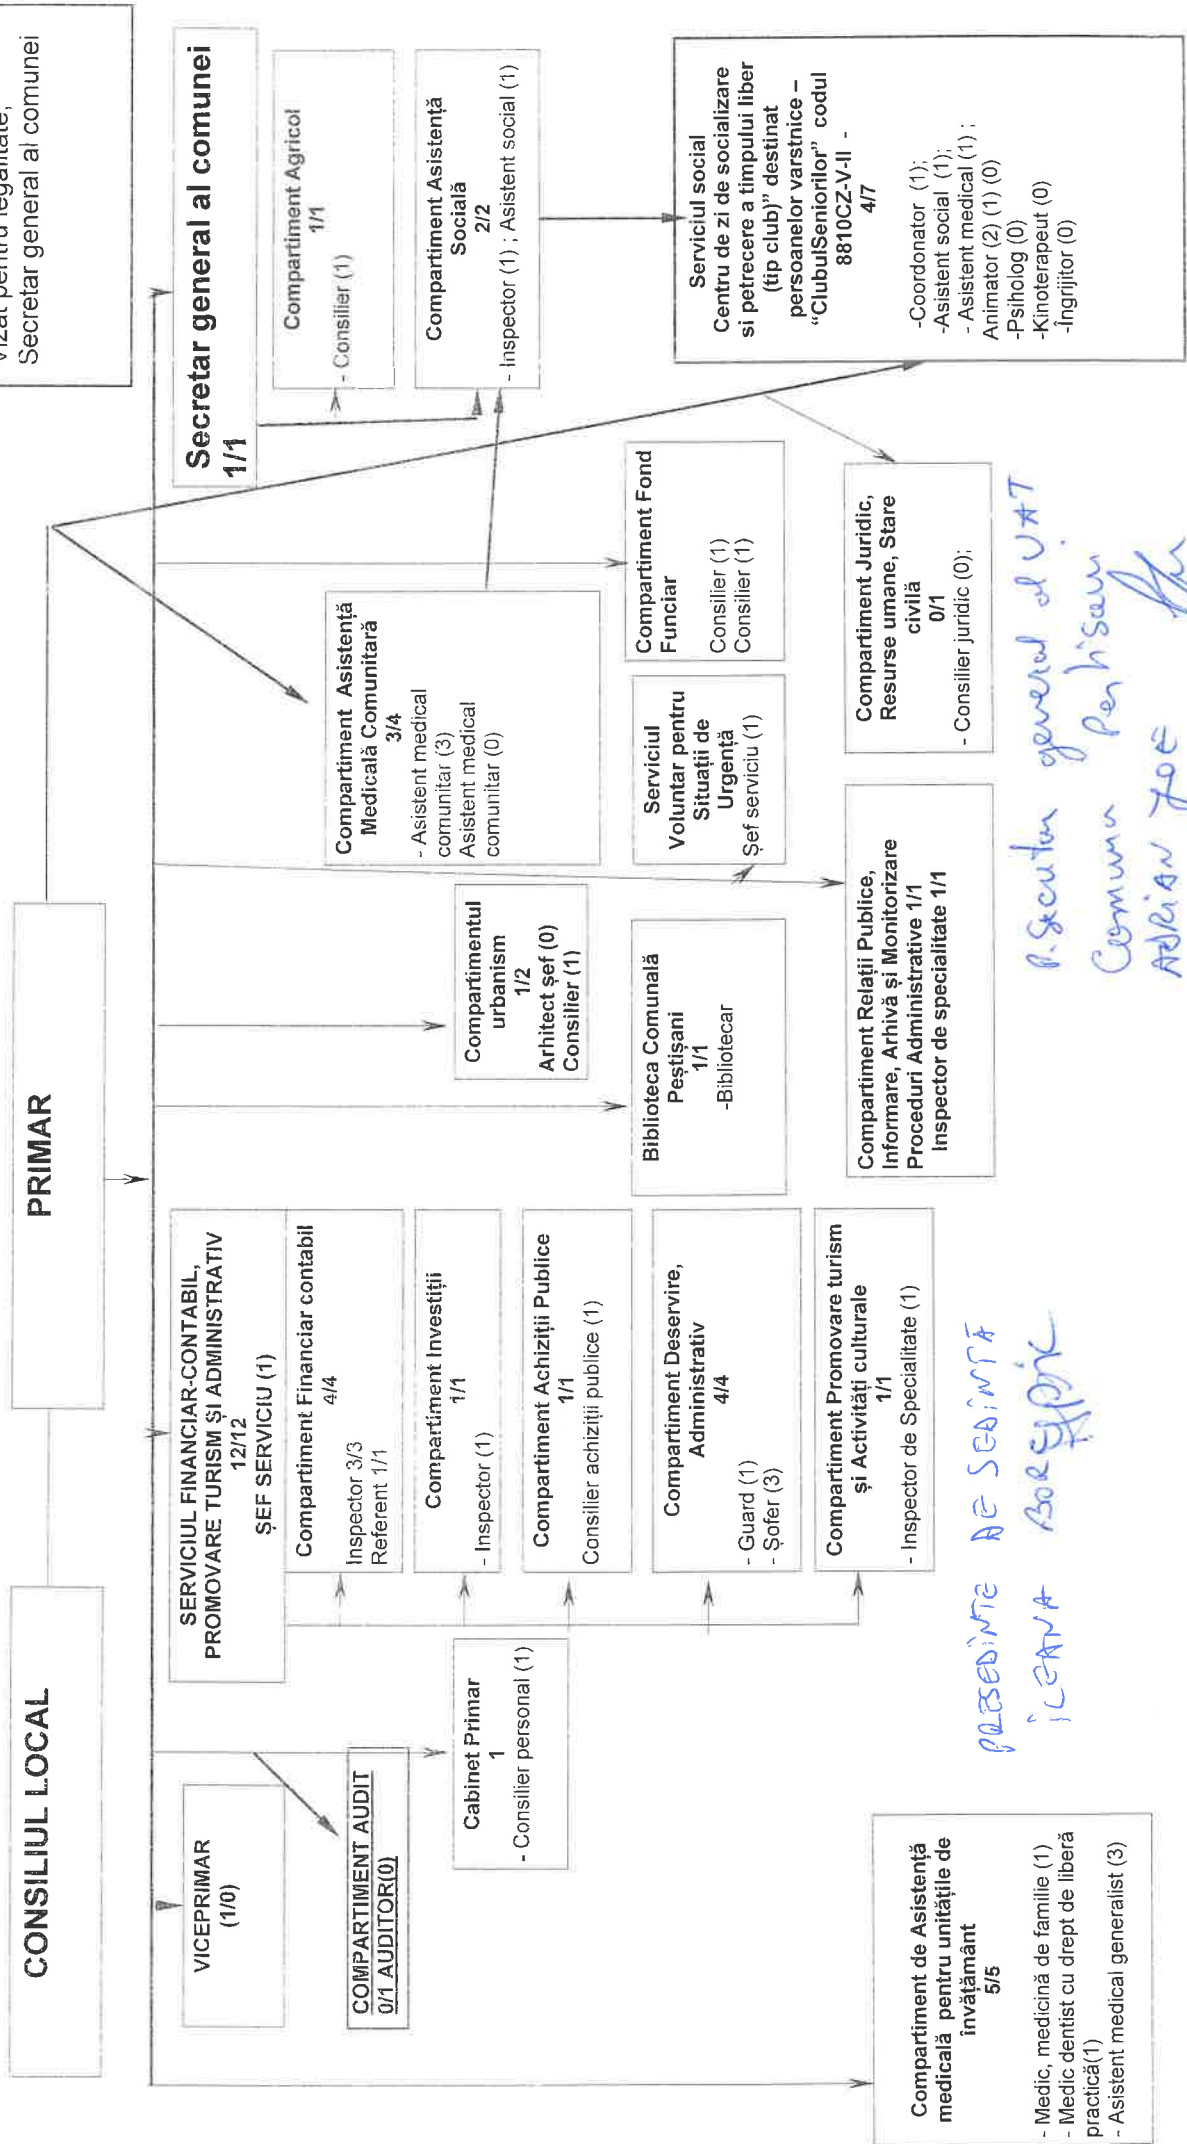 Vizat pentru legalitate,
Secretar general al comunei
CONSILIUL LOCAL
PRIMAR
Secretar general al comunei
1/1
VICEPRIMAR
(1/0)
COMPARTIMENT AUDIT
0/1 AUDITOR(0)
Cabinet Primar
1
- Consilier personal (1)
Compartiment de Asistență
medicală pentru unitățile de
învățământ
5/5
- Medic, medicină de familie (1)
- Medic dentist cu drept de liberă
practică(1)
- Asistent medical generalist (3)
SERVICIUL FINANCIAR-CONTABIL,
PROMOVARE TURISM ȘI ADMINISTRATIV
12/12
ȘEF SERVICIU (1)
Compartiment Financiar contabil
4/4
Inspector 3/3
Referent 1/1
Compartiment Investiții
1/1
- Inspector (1)
Compartiment Achiziții Publice
1/1
Consilier achiziții publice (1)
Compartiment Deservire,
Administrativ
4/4
- Guard (1)
- Șofer (3)
Compartiment Promovare turism
și Activități culturale
1/1
- Inspector de Specialitate (1)
Compartimentul
urbanism
1/2
Arhitect șef (0)
Consilier (1)
Biblioteca Comunală
Peștișani
1/1
-Bibliotecar
Compartiment Relații Publice,
Informare, Arhivă și Monitorizare
Proceduri Administrative 1/1
Inspector de specialitate 1/1
Compartiment Asistență
Medicală Comunitară
3/4
- Asistent medical
comunitar (3)
Asistent medical
comunitar (0)
Serviciul
Voluntar pentru
Situații de
Urgență
Șef serviciu (1)
Compartiment Fond
Funciar
Consilier (1)
Consilier (1)
Compartiment Juridic,
Resurse umane, Stare
civilă
0/1
- Consilier juridic (0);
Compartiment Agricol
1/1
- Consilier (1)
Compartiment Asistență
Socială
2/2
- Inspector (1) ; Asistent social (1)
Serviciul social
Centru de zi de socializare
si petrecere a timpului liber
(tip club)” destinat
persoanelor varstnice –
“ClubulSeniorilor” codul
8810CZ-V-II -
4/7
-Coordonator (1);
-Asistent social (1);
- Asistent medical (1) ;
Animator (2) (1) (0)
-Psiholog (0)
-Kinoterapeut (0)
-Îngrijitor (0)
PRESEDINTE DE SEDINTA
ILEANA
P. Secretar general al UAT
Comuna Pestisani
ADRIAN